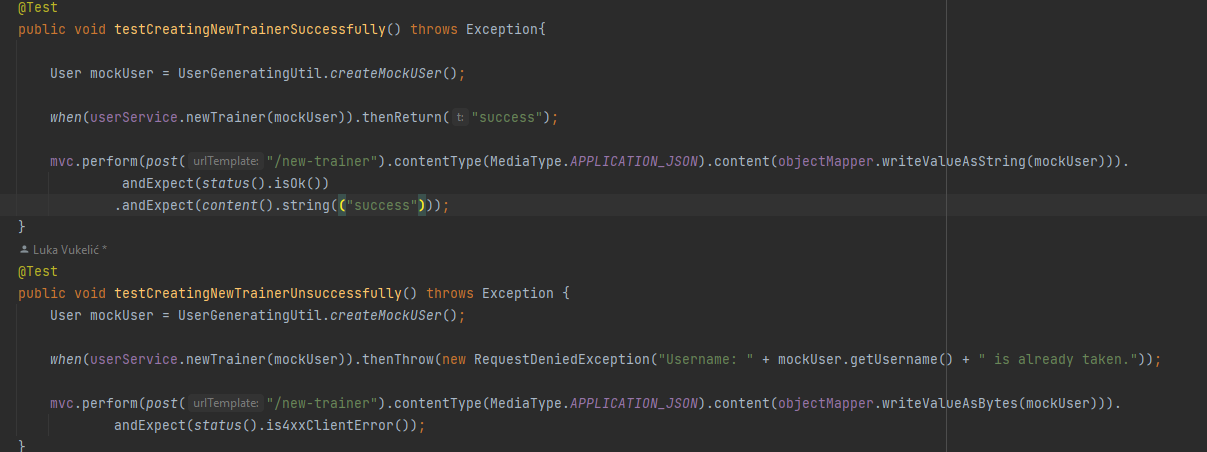 @Test
public void testCreatingNewTrainerSuccessfully() throws Exception{
User mockUser = UserGeneratingUtil.createMockUSer();
when(userService.newTrainer(mockUser)).thenReturn( t: "success");
mvc.perform(post( urlTemplate: "/new-trainer").contentType(MediaType.APPLICATION_JSON).content(objectMapper.writeValueAsString(mockUser))).
andExpect(status().isOk())
.andExpect(content().string(("success")));
}
Luka Vukelić *
@Test
public void testCreatingNewTrainerUnsuccessfully() throws Exception {
User mockUser = UserGeneratingUtil.createMockUSer();
when(userService.newTrainer(mockUser)).thenThrow(new RequestDeniedException("Username: " + mockUser.getUsername() + " is already taken."));
mvc.perform(post( urlTemplate: "/new-trainer").contentType(MediaType.APPLICATION_JSON).content(objectMapper.writeValueAsBytes(mockUser))).
andExpect(status().is4xxClientError());
}